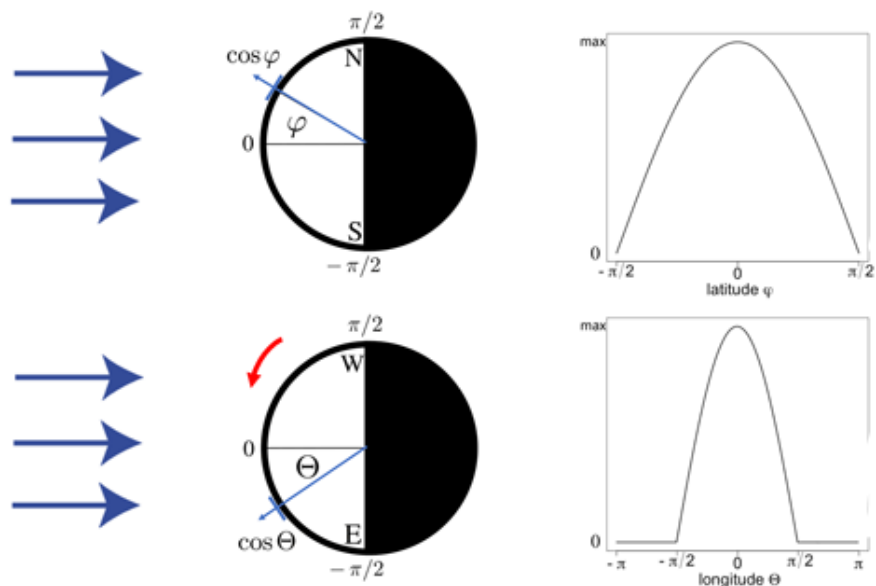 π/2
N
cos φ
φ
0
S
- π/2
max
0
- π/2
0
π/2
latitude φ
π/2
W
0
Θ
cos Θ
E
- π/2
max
0
- π
- π/2
0
π/2
π
longitude Θ